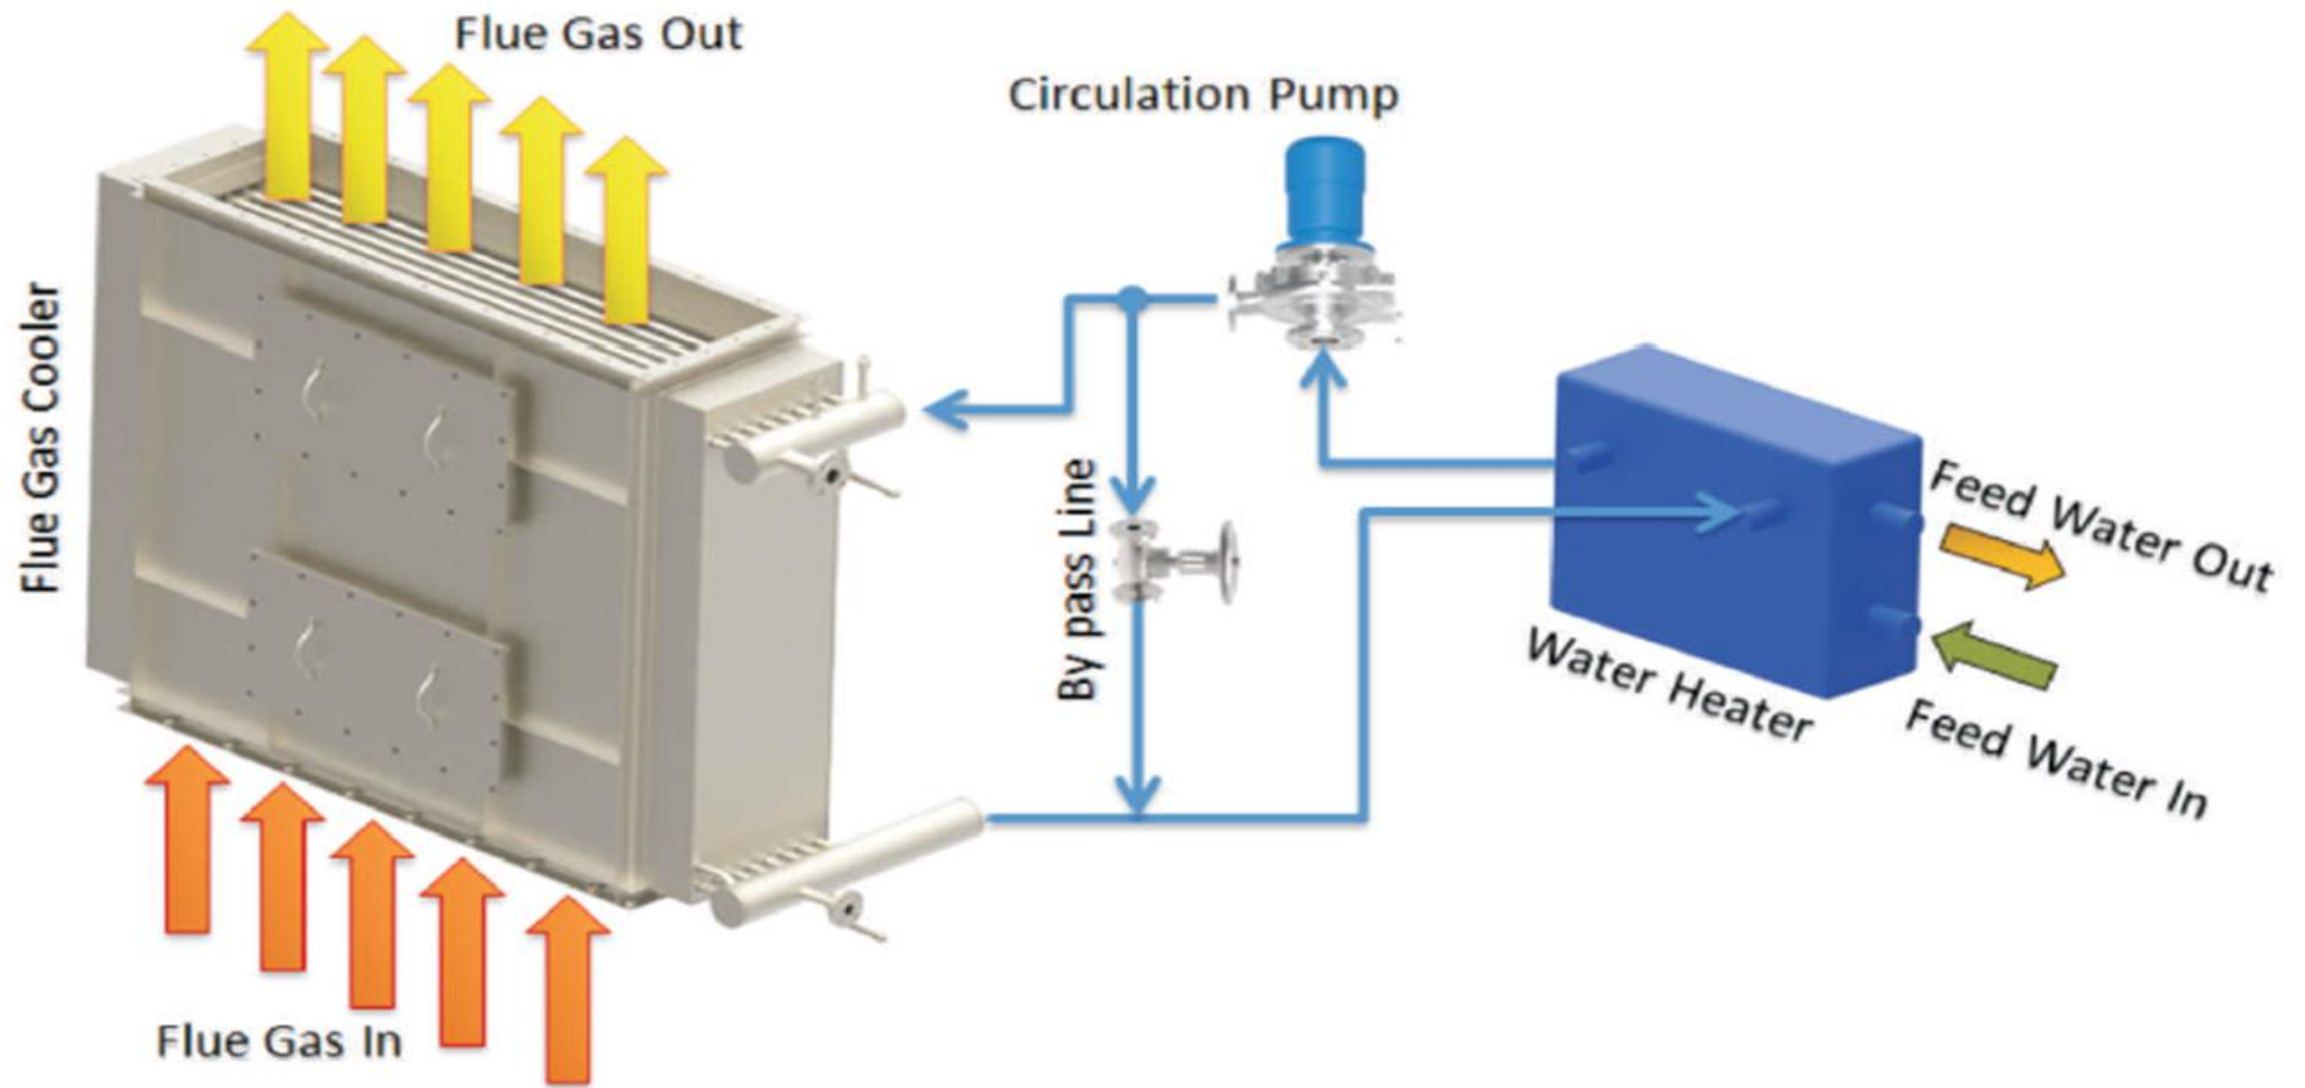 Flue Gas Out
Circulation Pump
Flue Gas Cooler
By pass Line
Feed Water Out
Water Heater
Feed Water In
Flue Gas In